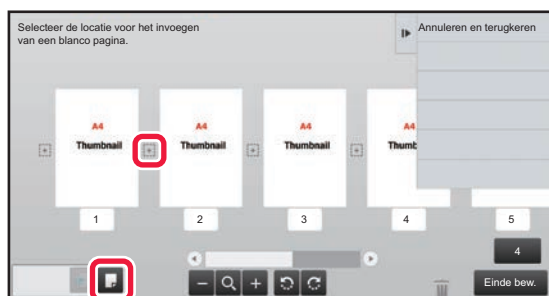 Selecteer de locatie voor het invoegen
van een blanco pagina.
Annuleren en terugkeren
A4
Thumbnail
A4
Thumbnail
A4
Thumbnail
A4
Thumb
1
2
3
4
5
4
Einde bew.